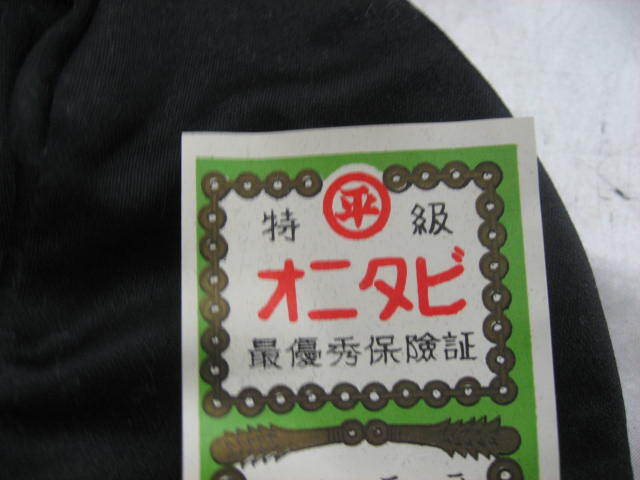 特 平 級
オニタビ
最優秀保険証